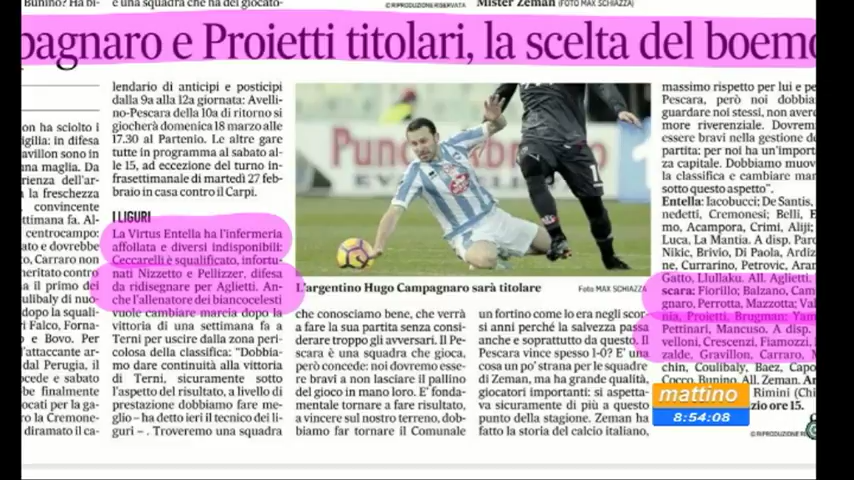 ©RIPRODUZIONE RISERVATA
Mister Zeman (FOTO MAX SCHIAZZA)
pagnaro e Proietti titolari, la scelta del boemo
on ha sciolto i
igilia: in difesa
avillon sono in
una maglia. Da
rienza dell'ar-
a freschezza
convincente
ttimana fa. Al-
centrocampo:
ato e dovrebbe
, Carraro non
meritato contro
a il primo dei
ulibaly di nuo-
dopo la squali-
i Falco, Forna-
o e Bovo. Per
l'attaccante ar-
dal Perugia, il
ocede e sabato
be finalmente
ocati per la ga-
ro la Cremone-
diramato il ca-
lendario di anticipi e posticipi
dalla 9a alla 12a giornata: Avelli-
no-Pescara della 10a di ritorno si
giocherà domenica 18 marzo alle
17.30 al Partenio. Le altre gare
tutte in programma al sabato al-
le 15, ad eccezione del turno in-
frasettimanale di martedì 27 feb-
braio in casa contro il Carpi.
I LIGURI
La Virtus Entella ha l'infermeria
affollata e diversi indisponibili:
Ceccarelli è squalificato, infortu-
nati Nizzetto e Pellizzer, difesa
da ridisegnare per Aglietti. An-
che l'allenatore dei biancocelesti
vuole cambiare marcia dopo la
vittoria di una settimana fa a
Terni per uscire dalla zona peri-
colosa della classifica: "Dobbia-
mo dare continuità alla vittoria
di Terni, sicuramente sotto
l'aspetto del risultato, a livello di
prestazione dobbiamo fare me-
glio – ha detto ieri il tecnico dei li-
guri – . Troveremo una squadra
L'argentino Hugo Campagnaro sarà titolare
Foto MAX SCHIAZZA
che conosciamo bene, che verrà
a fare la sua partita senza consi-
derare troppo gli avversari. Il Pe-
scara è una squadra che gioca,
però concede: noi dovremo esse-
re bravi a non lasciare il pallino
del gioco in mano loro. E' fonda-
mentale tornare a fare risultato,
a vincere sul nostro terreno, dob-
biamo far tornare il Comunale
un fortino come lo era negli scor-
si anni perché la salvezza passa
anche e soprattutto da questo. Il
Pescara vince spesso 1-0? E' una
cosa un po' strana per le squadre
di Zeman, ma ha grande qualità,
giocatori importanti: si aspetta-
va sicuramente di più a questo
punto della stagione. Zeman ha
fatto la storia del calcio italiano,
massimo rispetto per lui e pe
Pescara, però noi dobbia
guardare noi stessi, non avere
more riverenziale. Dovrem
essere bravi nella gestione de
partita: per noi ha un'import
za capitale. Dobbiamo muov
la classifica e cambiare mar
sotto questo aspetto".
Entella: Iacobucci; De Santis,
nedetti, Cremonesi; Belli, E
mo, Acampora, Crimi, Aliji
Luca, La Mantia. A disp. Par
Nikic, Brivio, Di Paola, Ardiz
ne, Currarino, Petrovic, Aran
Gatto, Llullaku. All. Aglietti.
scara: Fiorillo; Balzano, Cam
gnaro, Perrotta, Mazzotta; Val
nia, Proietti, Brugman; Yam
Pettinari, Mancuso. A disp.
velloni, Crescenzi, Fiamozzi,
zalde, Gravillon, Carraro, M
chin, Coulibaly, Baez, Capo
Cocco, Bunino. All. Zeman. Ar
Rimini (Chi
zio ore 15.
mattino
8:54:08